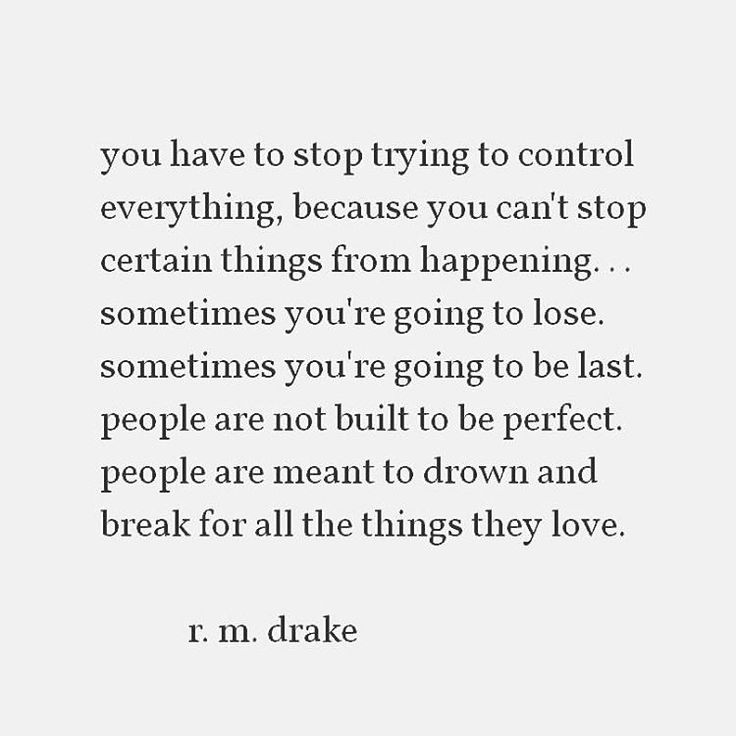 you have to stop trying to control
everything, because you can't stop
certain things from happening. . .
sometimes you're going to lose.
sometimes you're going to be last.
people are not built to be perfect.
people are meant to drown and
break for all the things they love.
r. m. drake